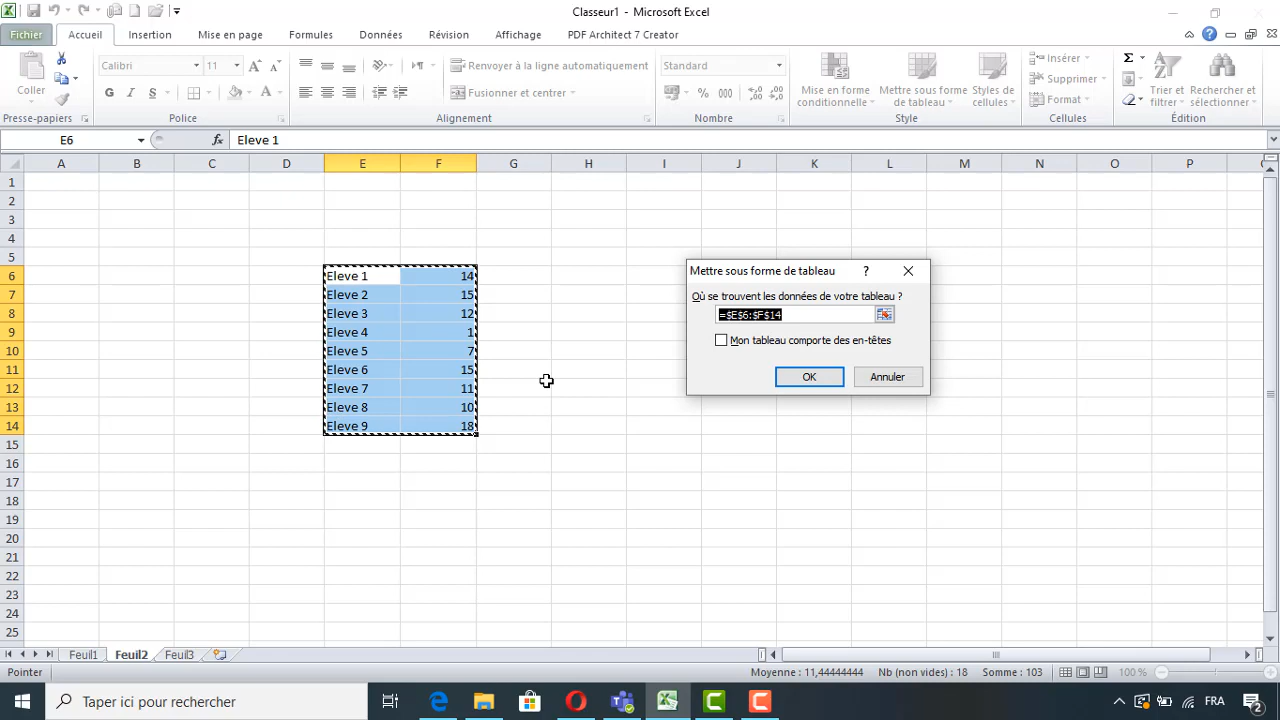 Classeur1 - Microsoft Excel
Fichier Accueil Insertion Mise en page Formules Données Révision Affichage PDF Architect 7 Creator
Coller
Presse-papiers
Calibri 11
G I S
Police
Renvoyer à la ligne automatiquement
Fusionner et centrer
Alignement
Standard
% 000
Nombre
Mise en forme conditionnelle
Mettre sous forme de tableau
Styles de cellules
Style
Insérer
Supprimer
Format
Cellules
Σ
Trier et filtrer
Rechercher et sélectionner
Édition
E6 fx Eleve 1
A B C D E F G H I J K L M N O P
1
2
3
4
5
6 Eleve 1 14
7 Eleve 2 15
8 Eleve 3 12
9 Eleve 4 1
10 Eleve 5 7
11 Eleve 6 15
12 Eleve 7 11
13 Eleve 8 10
14 Eleve 9 18
15
16
17
18
19
20
21
22
23
24
25
Mettre sous forme de tableau ?
Où se trouvent les données de votre tableau ?
=$E$6:$F$14
Mon tableau comporte des en-têtes
OK Annuler
Feuil1 Feuil2 Feuil3
Pointer Moyenne : 11,44444444 Nb (non vides) : 18 Somme : 103 100 %
Taper ici pour rechercher
FRA
2